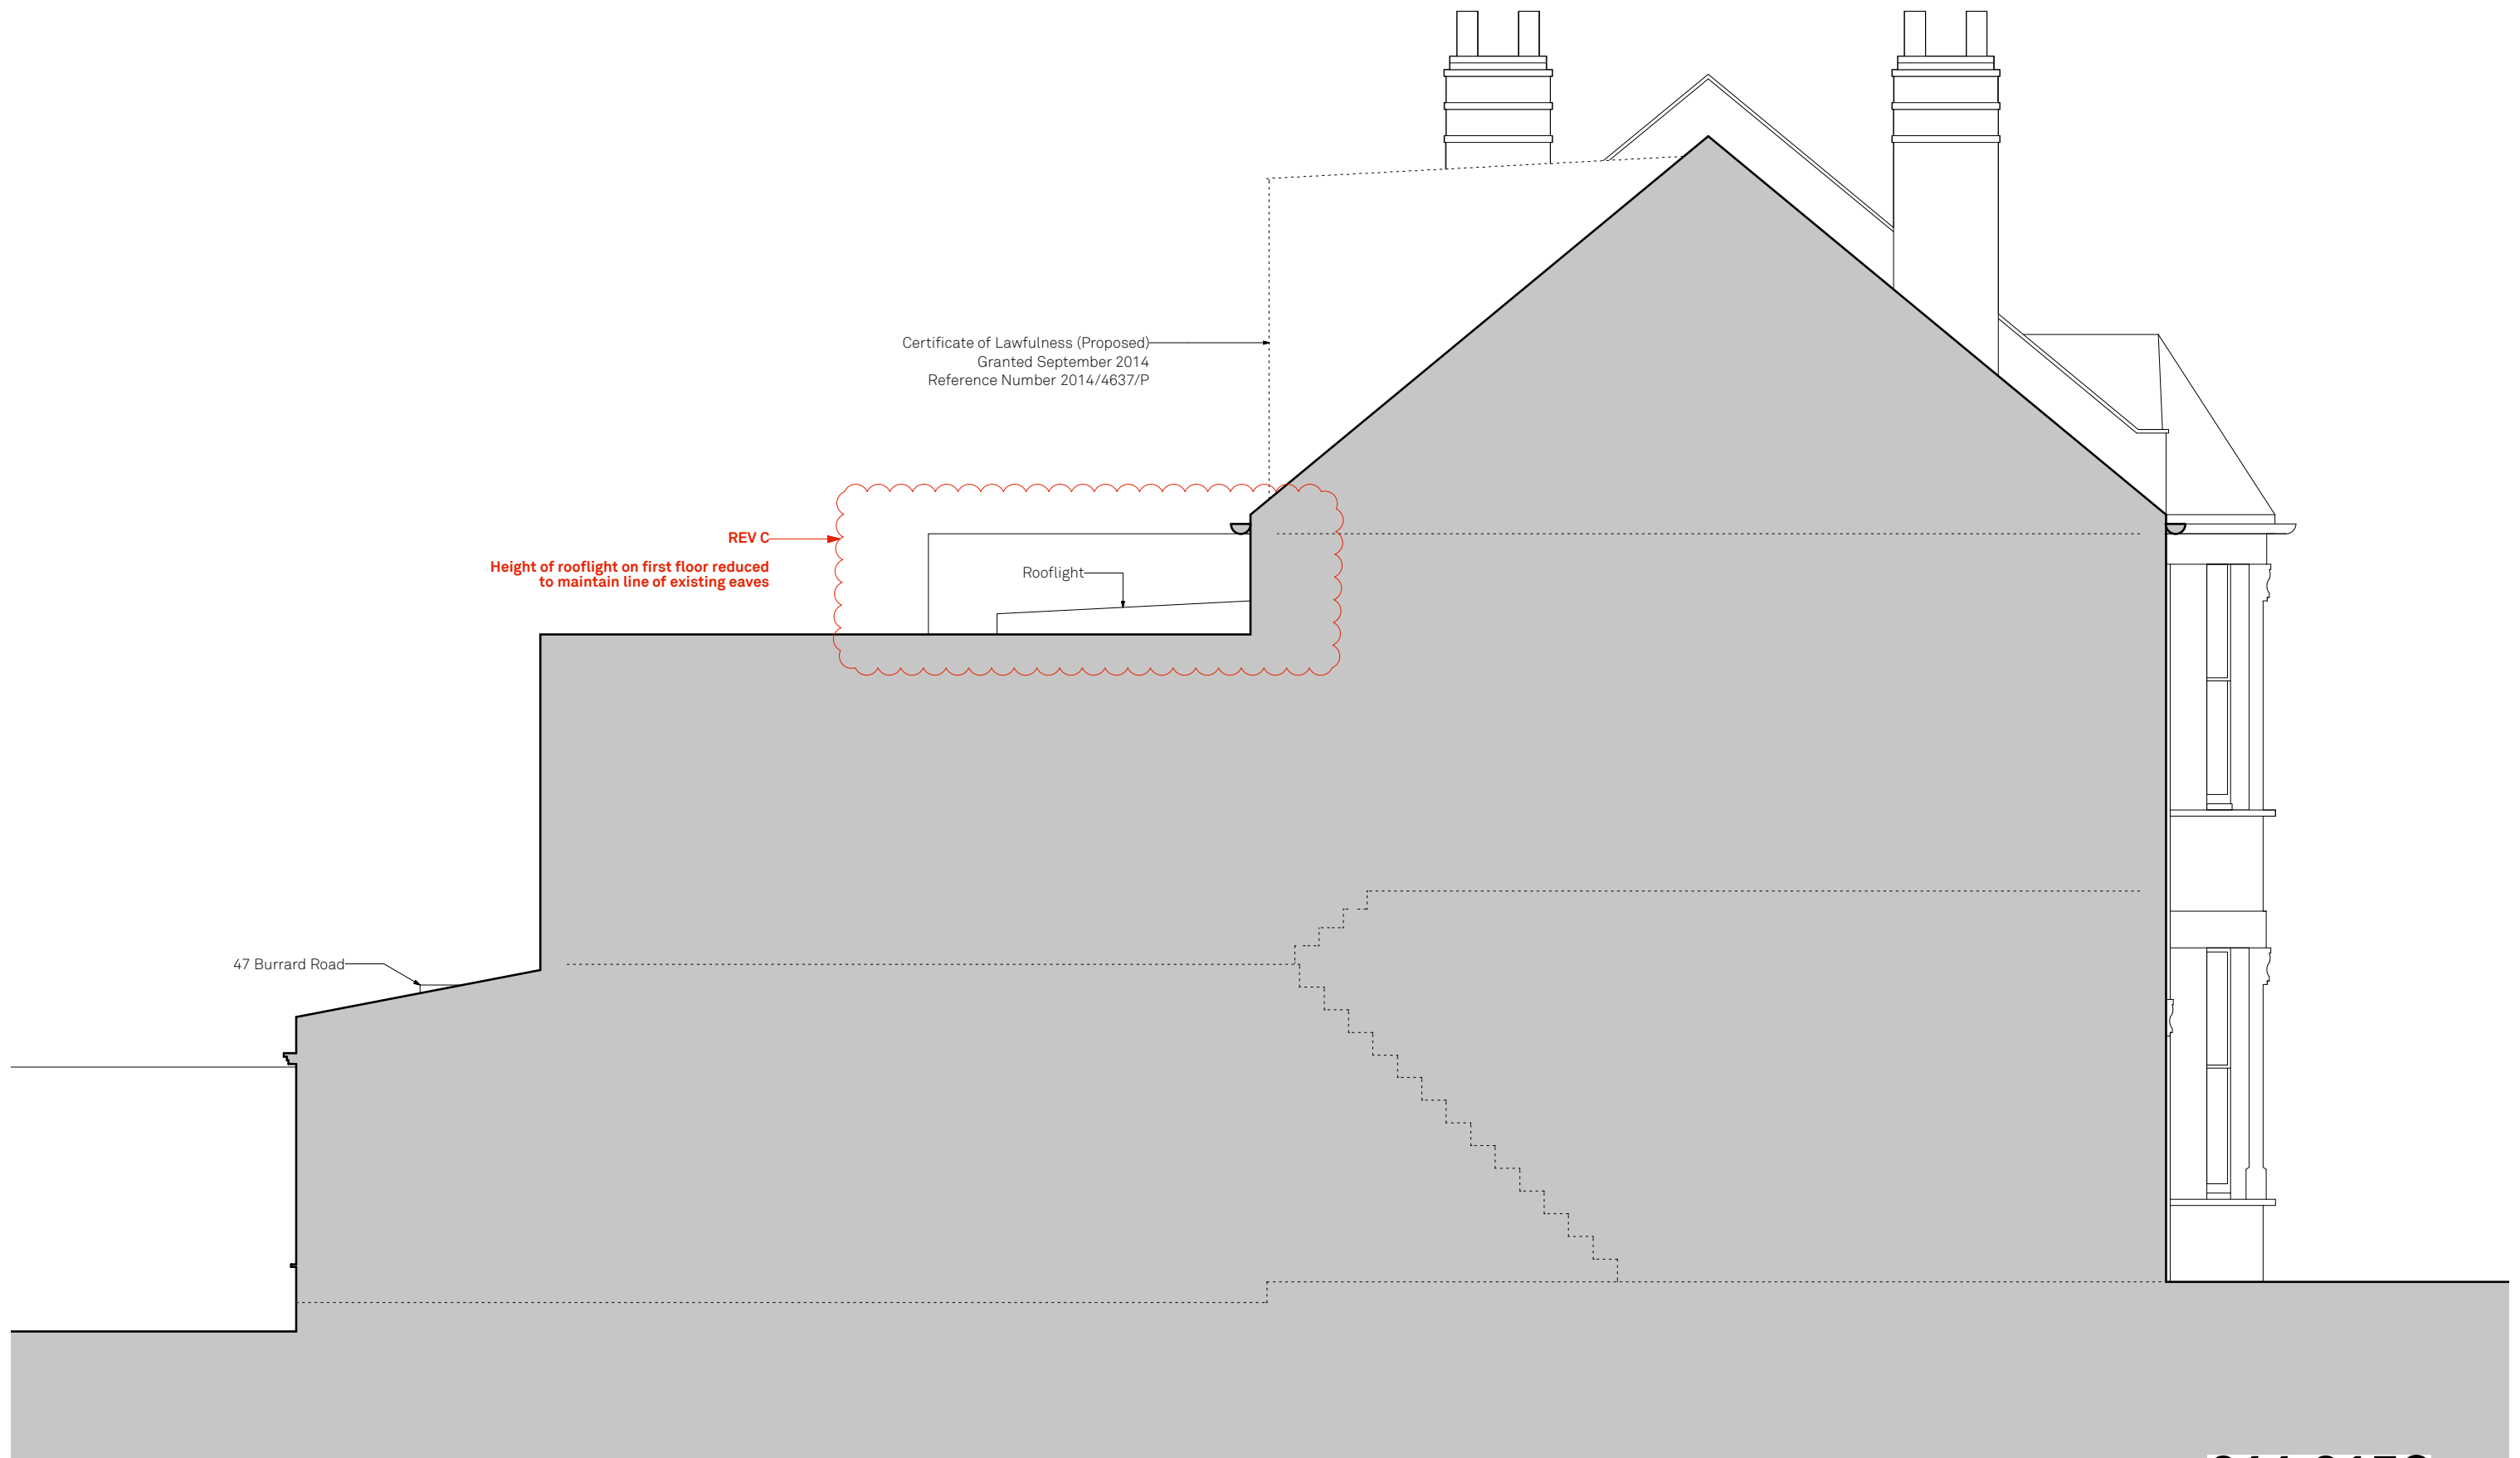 Certificate of Lawfulness (Proposed)
Granted September 2014
Reference Number 2014/4637/P
REV C
Height of rooflight on first floor reduced
to maintain line of existing eaves
Rooflight
47 Burrard Road